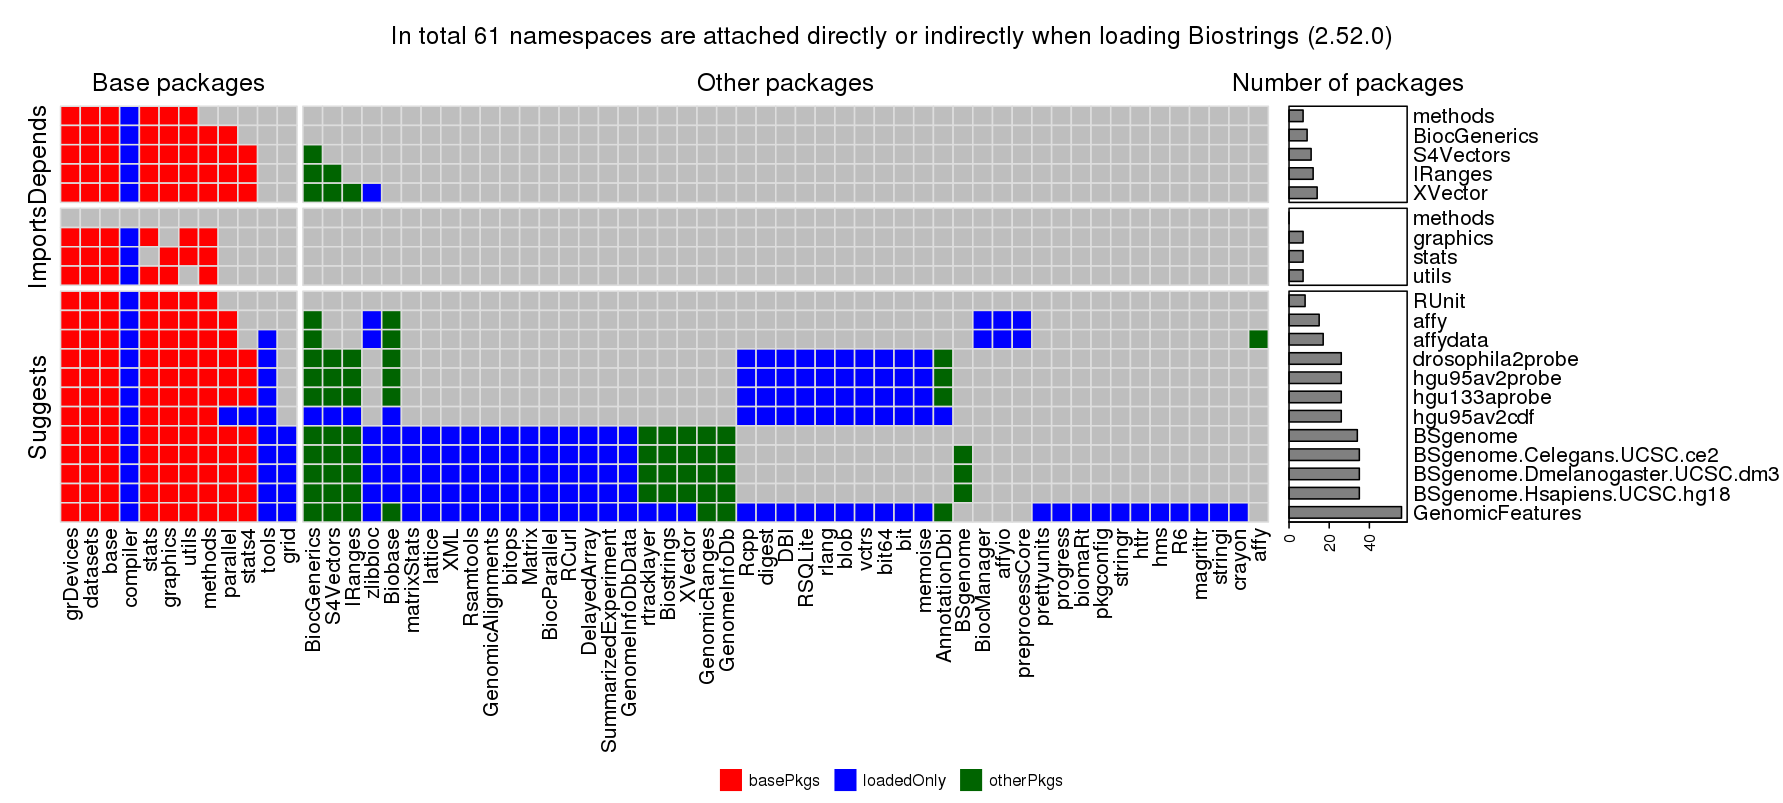 In total 61 namespaces are attached directly or indirectly when loading Biostrings (2.52.0)
Base packages
Other packages
Number of packages
Depends
Imports
Suggests
methods
BiocGenerics
S4Vectors
IRanges
XVector
methods
graphics
stats
utils
RUnit
affy
affydata
drosophila2probe
hgu95av2probe
hgu133aprobe
hgu95av2cdf
BSgenome
BSgenome.Celegans.UCSC.ce2
BSgenome.Dmelanogaster.UCSC.dm3
BSgenome.Hsapiens.UCSC.hg18
GenomicFeatures
0
20
40
grDevices
datasets
base
compiler
stats
graphics
utils
methods
parallel
stats4
tools
grid
BiocGenerics
S4Vectors
IRanges
zlibbioc
Biobase
matrixStats
lattice
XML
Rsamtools
GenomicAlignments
bitops
Matrix
BiocParallel
RCurl
DelayedArray
SummarizedExperiment
GenomeInfoDbData
rtracklayer
Biostrings
XVector
GenomicRanges
GenomeInfoDb
Rcpp
digest
DBI
RSQLite
rlang
blob
vctrs
bit64
bit
memoise
AnnotationDbi
BSgenome
BiocManager
affyio
preprocessCore
prettyunits
progress
biomaRt
pkgconfig
stringr
httr
hms
R6
magrittr
stringi
crayon
affy
basePkgs
loadedOnly
otherPkgs